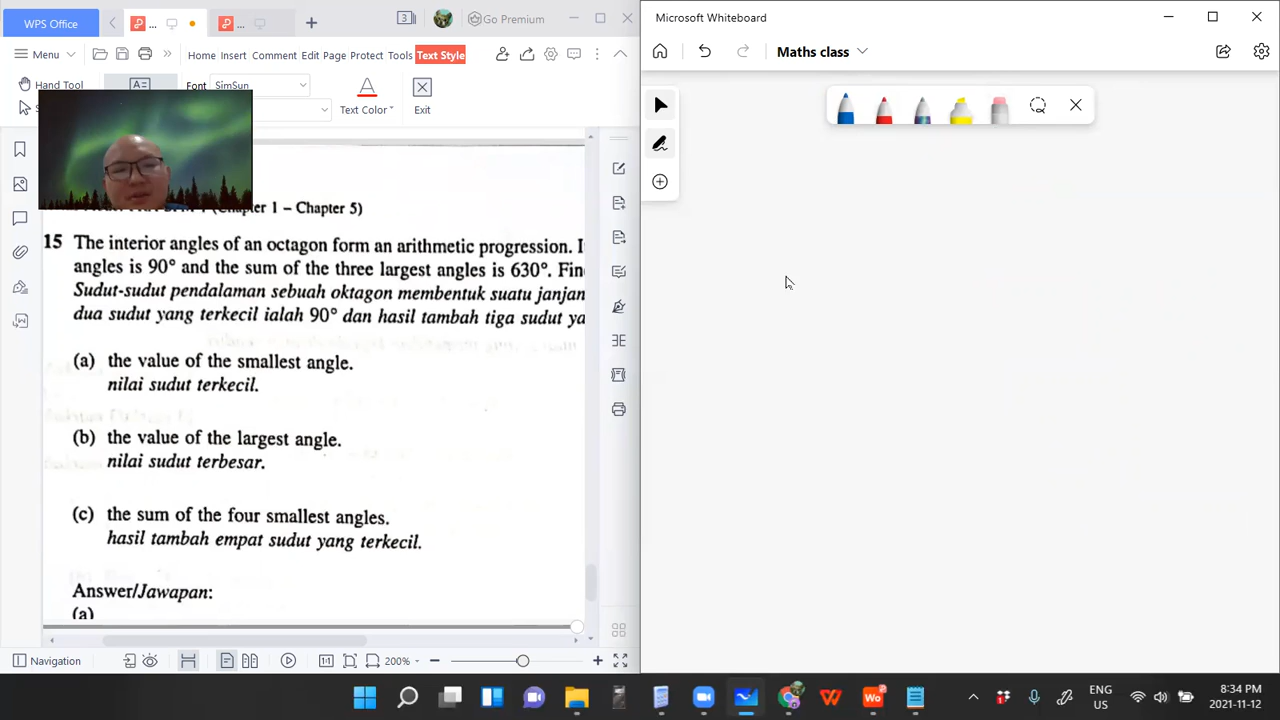 WPS Office
...
...
3
Go Premium
Menu
Home Insert Comment Edit Page Protect Tools Text Style
Hand Tool
Font SimSun
Text Color
Exit
(Chapter 1 – Chapter 5)
15 The interior angles of an octagon form an arithmetic progression.
angles is 90° and the sum of the three largest angles is 630°.
Sudut-sudut pendalaman sebuah oktagon membentuk suatu
dua sudut yang terkecil ialah 90° dan hasil tambah tiga sudut
(a) the value of the smallest angle.
nilai sudut terkecil.
(b) the value of the largest angle.
nilai sudut terbesar.
(c) the sum of the four smallest angles.
hasil tambah empat sudut yang terkecil.
Answer/Jawapan:
(a)
Navigation
1:1
200%
Microsoft Whiteboard
Maths class
ENG
US
8:34 PM
2021-11-12